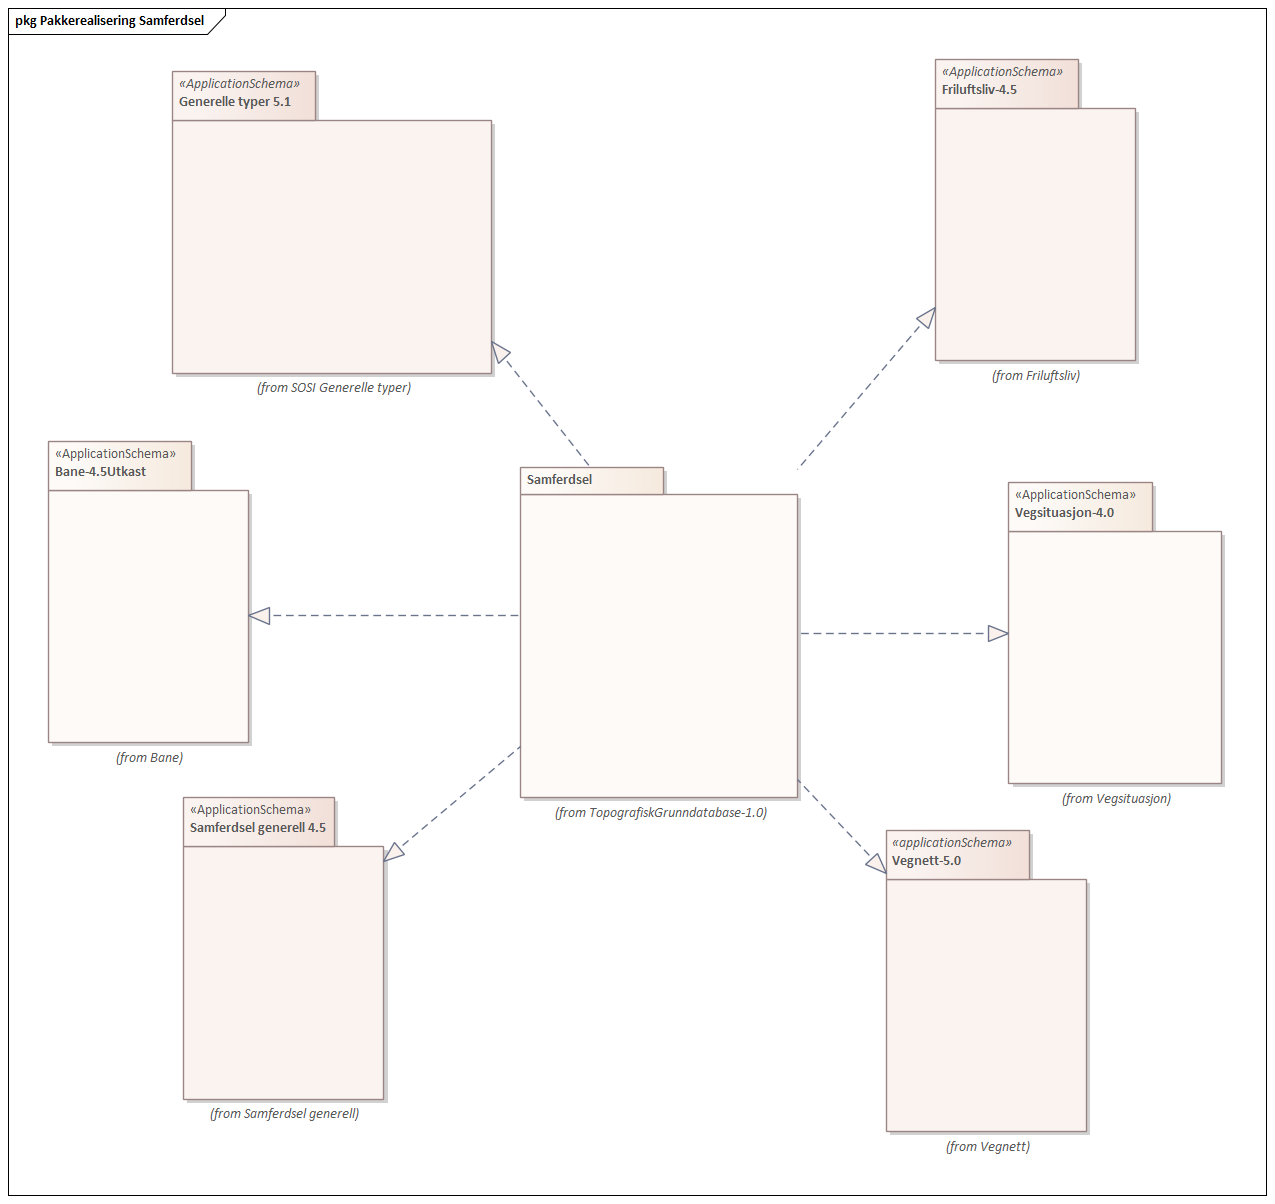 pkg Pakkerealisering Samferdsel
«ApplicationSchema»
Generelle typer 5.1
(from SOSI Generelle typer)
«ApplicationSchema»
Friluftsliv-4.5
(from Friluftsliv)
«ApplicationSchema»
Bane-4.5Utkast
(from Bane)
Samferdsel
(from TopografiskGrunndatabase-1.0)
«ApplicationSchema»
Vegsituasjon-4.0
(from Vegsituasjon)
«ApplicationSchema»
Samferdsel generell 4.5
(from Samferdsel generell)
«applicationSchema»
Vegnett-5.0
(from Vegnett)